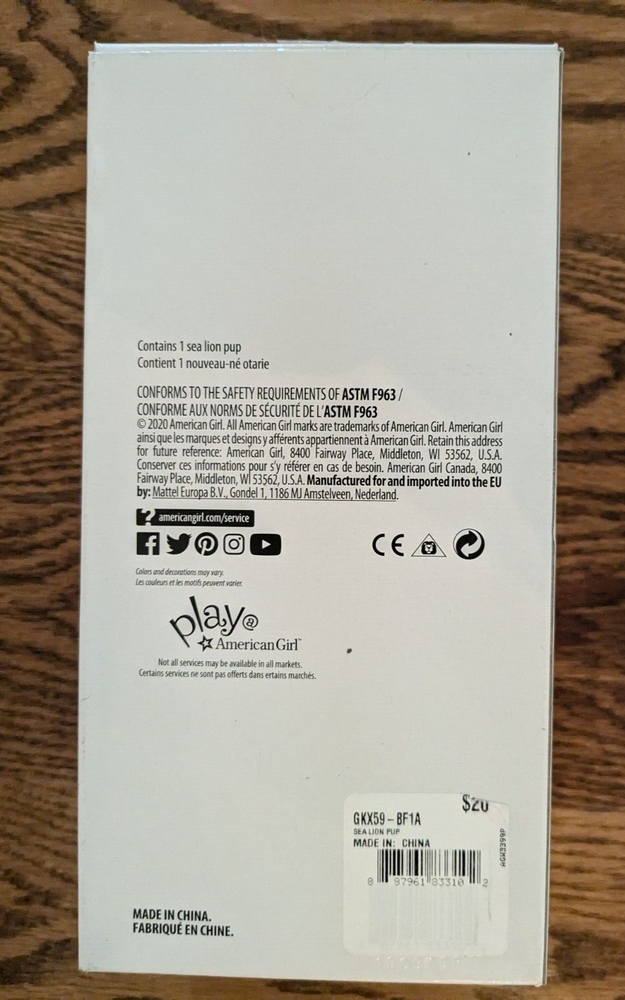 Contains 1 sea lion pup
Contient 1 nouveau-né otarie
CONFORMS TO THE SAFETY REQUIREMENTS OF ASTM F963 /
CONFORME AUX NORMS DE SÉCURITÉ DE L'ASTM F963
© 2020 American Girl. All American Girl marks are trademarks of American Girl. American Girl
ainsi que les marques et designs y afférents appartiennent à American Girl. Retain this address
for future reference: American Girl, 8400 Fairway Place, Middleton, WI 53562, U.S.A.
Conserver ces informations pour s'y référer en cas de besoin. American Girl Canada, 8400
Fairway Place, Middleton, WI 53562, U.S.A. Manufactured for and imported into the EU
by: Mattel Europa B.V., Gondel 1, 1186 MJ Amstelveen, Nederland.
? americangirl.com/service
CE
Colors and decorations may vary.
Les couleurs et les motifs peuvent varier.
play@
American Girl™
Not all services may be available in all markets.
Certains services ne sont pas offerts dans ertains marchés.
$20
GKX59-BF1A
SEA LION PUP
MADE IN: CHINA
8 87961 83310 2
MADE IN CHINA.
FABRIQUÉ EN CHINE.